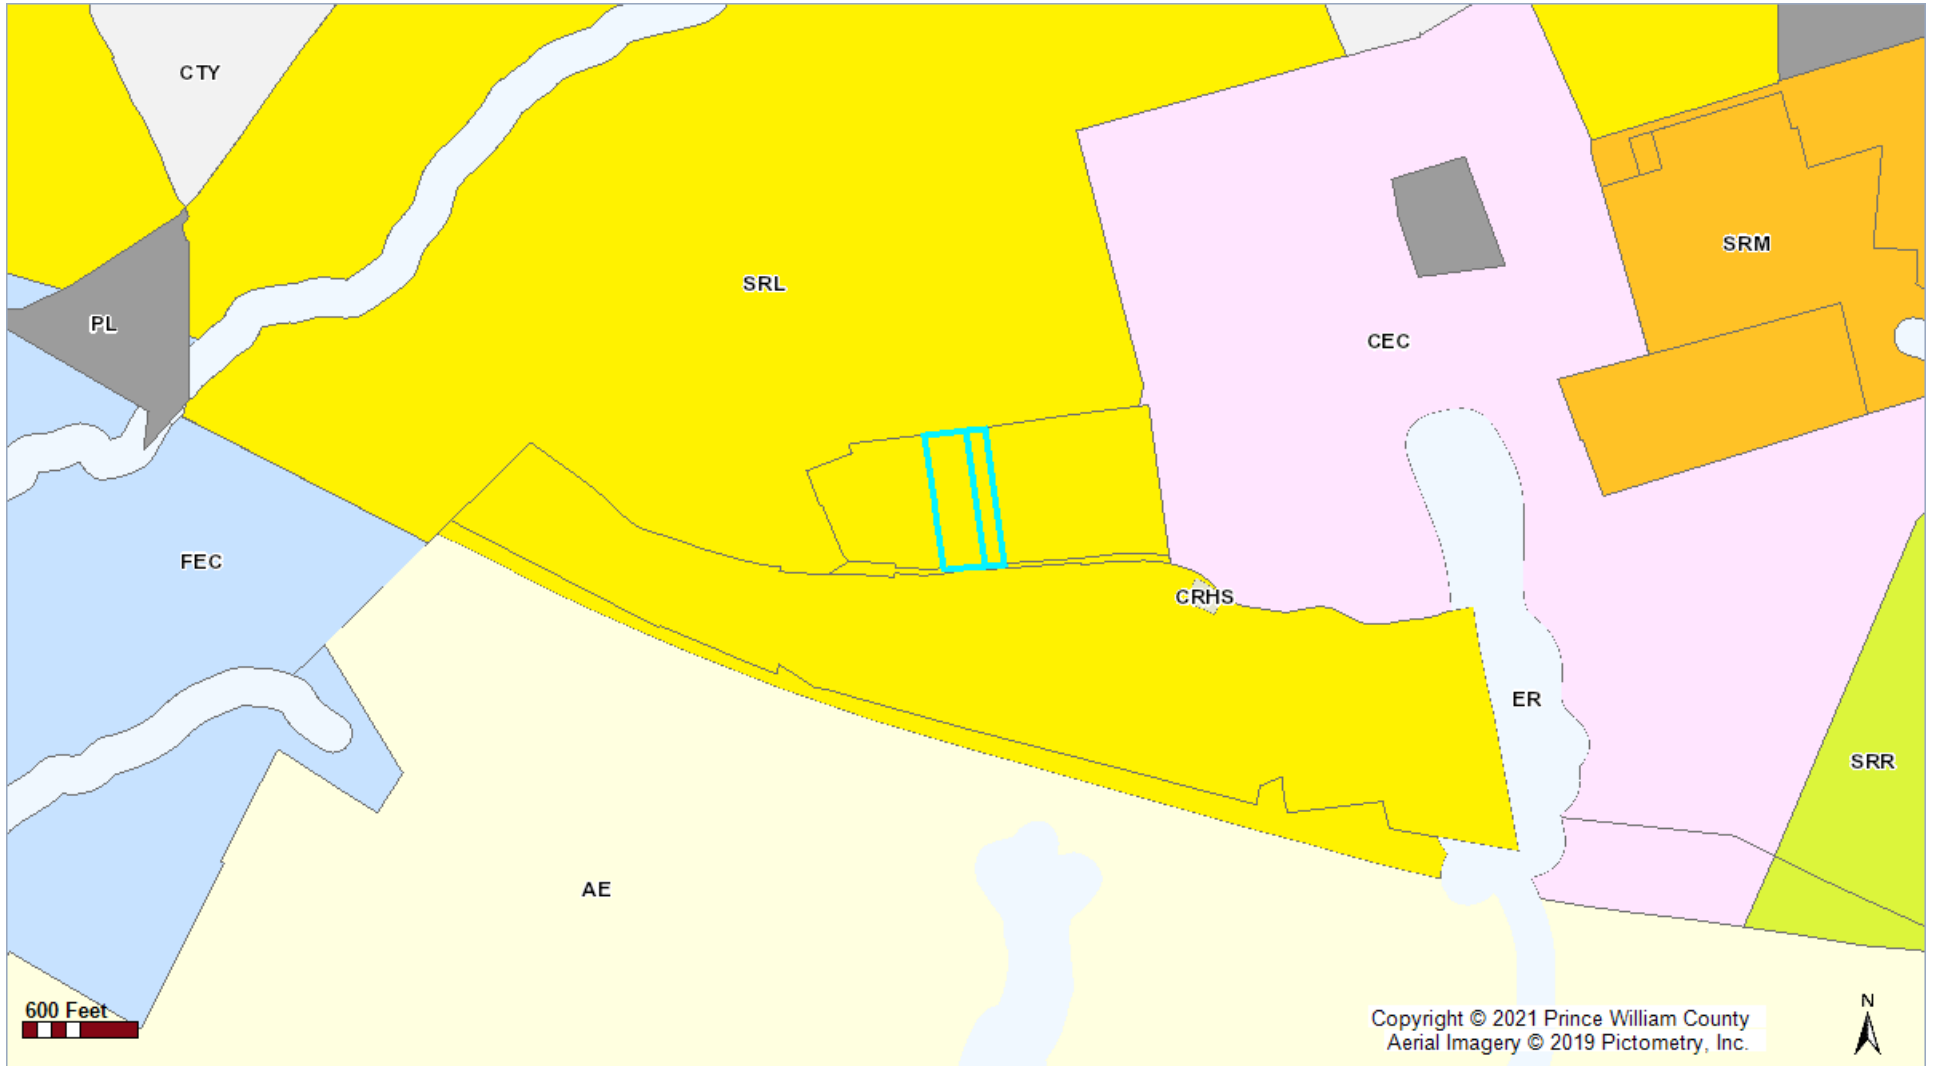 CTY
SRM
SRL
PL
CEC
FEC
CRHS
ER
SRR
AE
N
600 Feet
Copyright © 2021 Prince William County
Aerial Imagery © 2019 Pictometry, Inc.